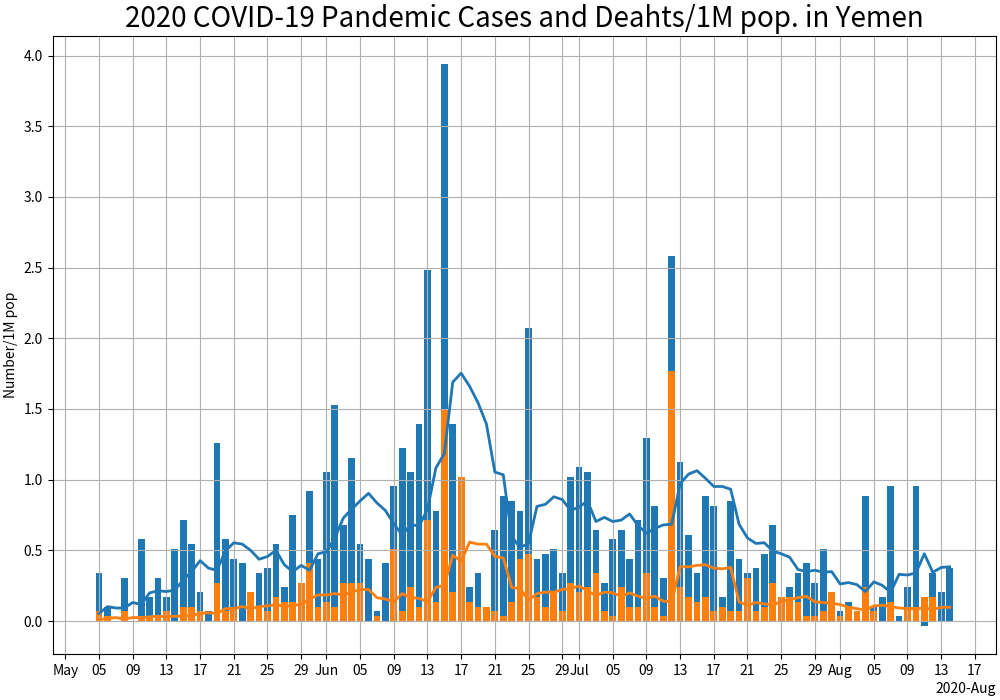 2020 COVID-19 Pandemic Cases and Deahts/1M pop. in Yemen
Number/1M pop
4.0
3.5
3.0
2.5
2.0
1.5
1.0
0.5
0.0
May 05 09 13 17 21 25 29 Jun 05 09 13 17 21 25 29 Jul 05 09 13 17 21 25 29 Aug 05 09 13 17
2020-Aug